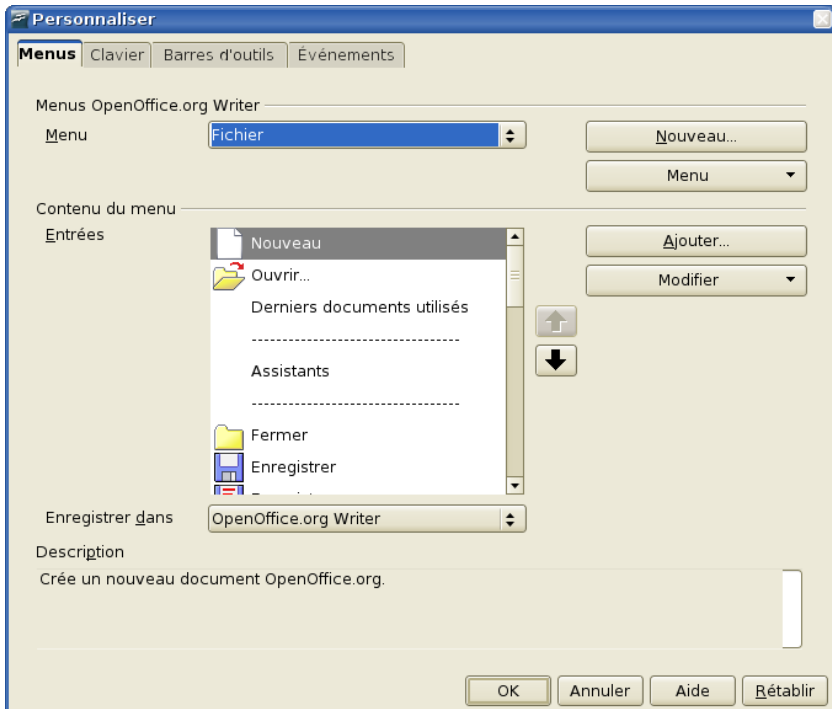 Personnaliser
Menus Clavier Barres d'outils Événements
Menus OpenOffice.org Writer
Menu Fichier Nouveau...
Menu
Contenu du menu
Entrées Nouveau Ajouter...
Ouvrir... Modifier
Derniers documents utilisés
---------------------------------
Assistants
---------------------------------
Fermer
Enregistrer
Enregistrer dans OpenOffice.org Writer
Description
Crée un nouveau document OpenOffice.org.
OK Annuler Aide Rétablir